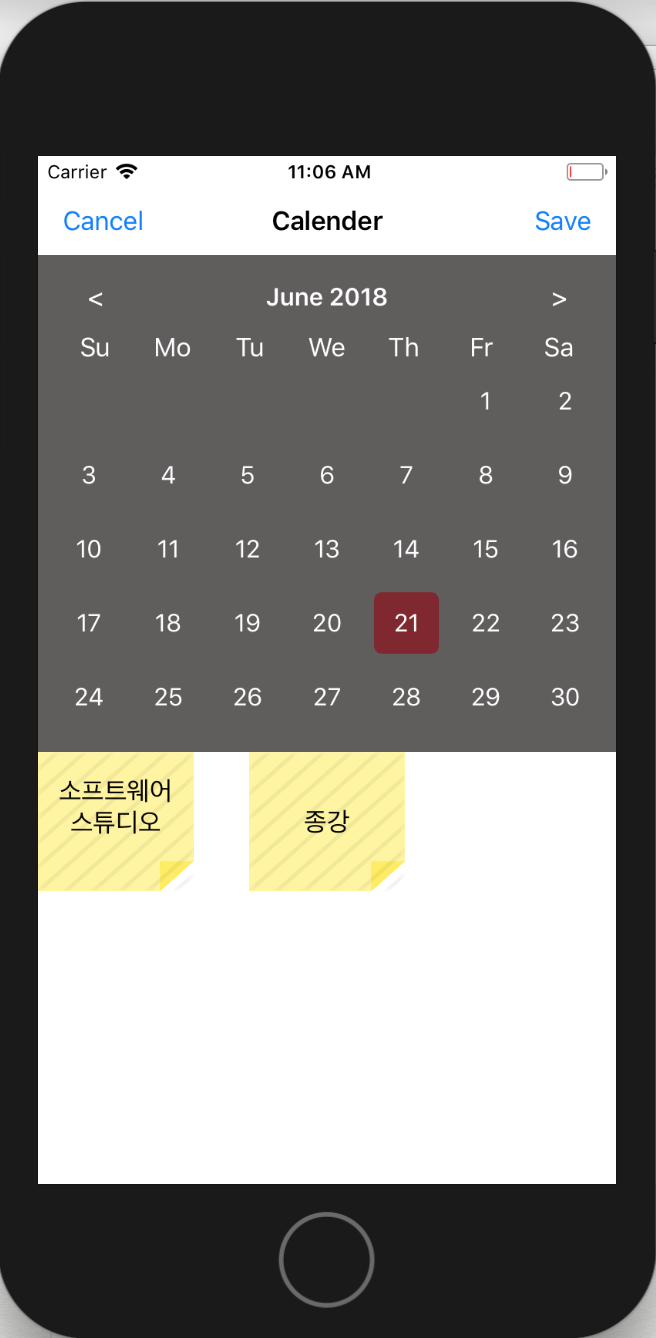 Carrier 11:06 AM
Cancel Calender Save
< June 2018 >
Su Mo Tu We Th Fr Sa
1 2
3 4 5 6 7 8 9
10 11 12 13 14 15 16
17 18 19 20 21 22 23
24 25 26 27 28 29 30
소프트웨어
스튜디오
종강